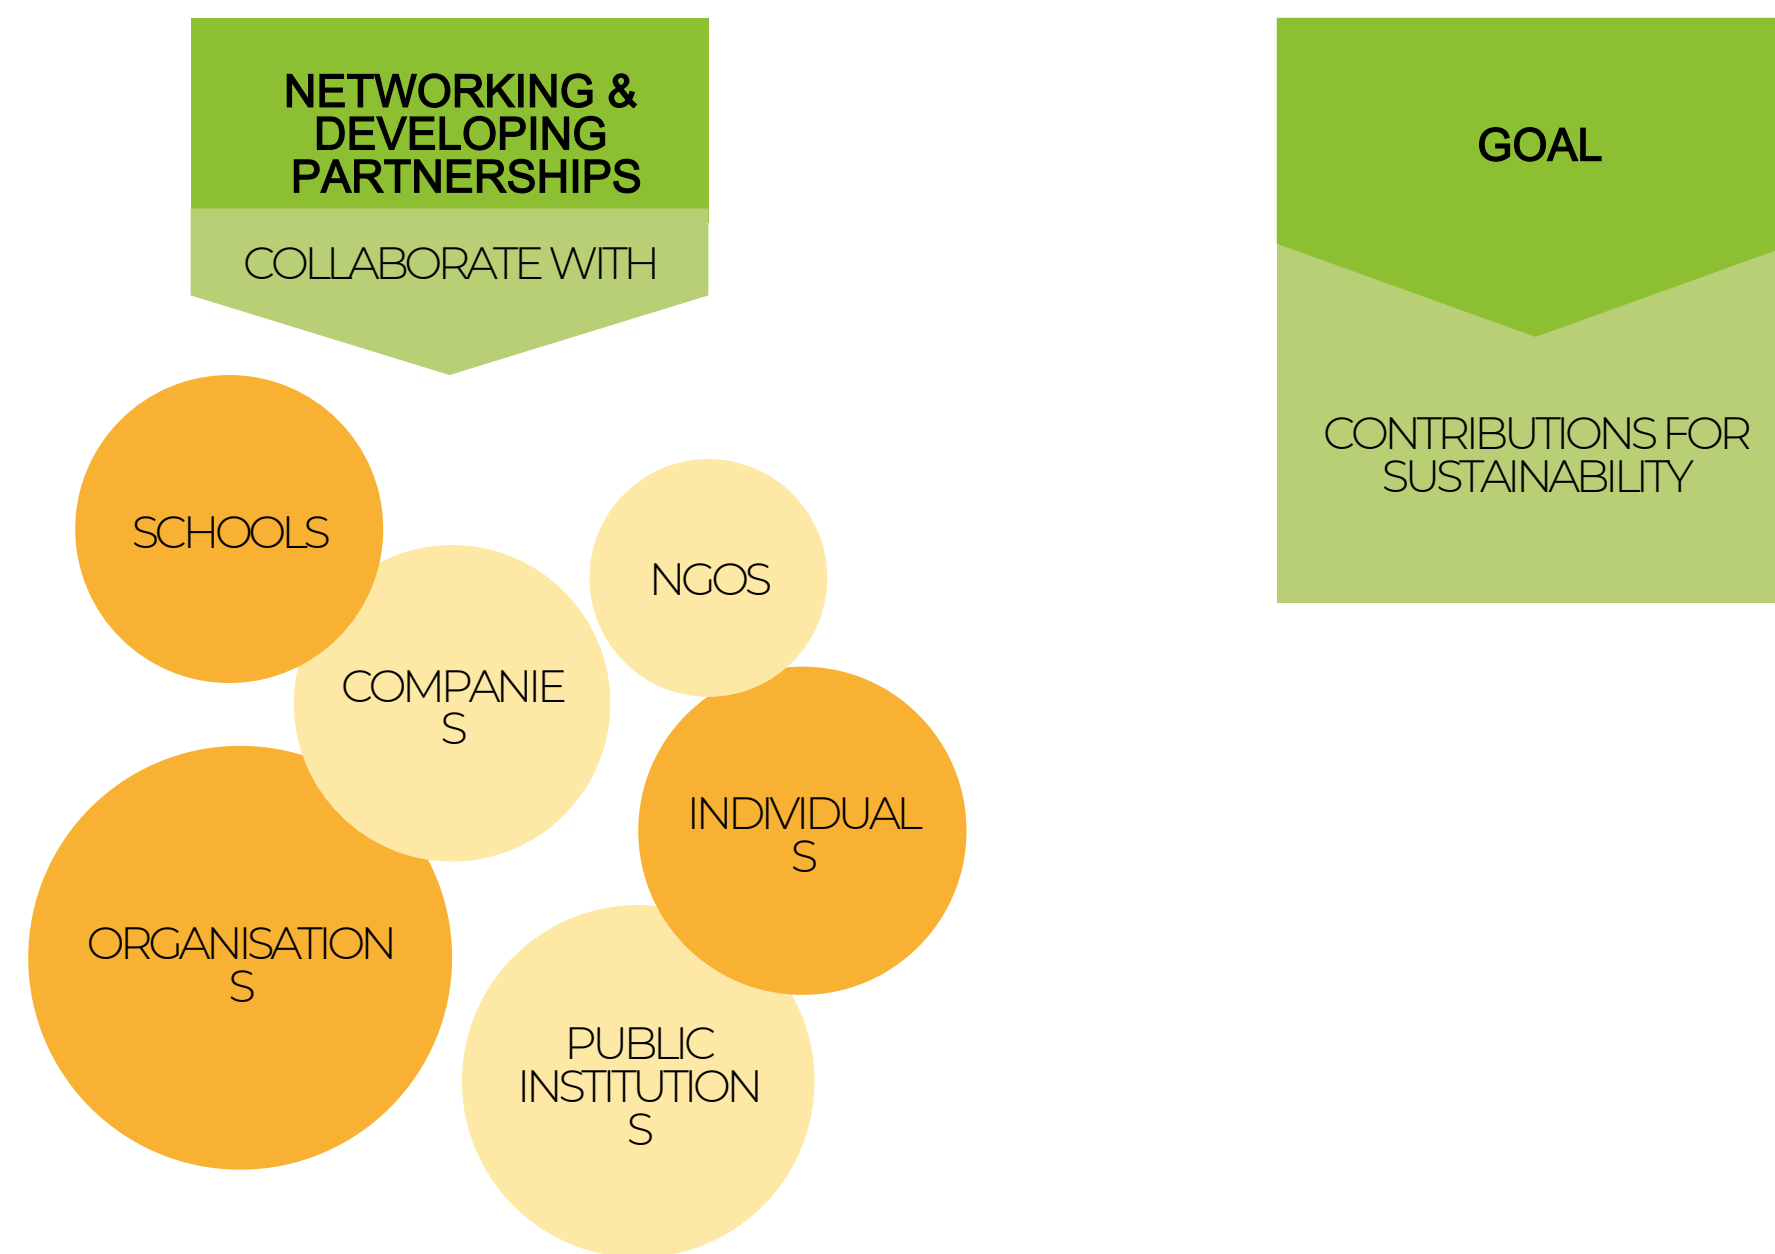 NETWORKING &
DEVELOPING
PARTNERSHIPS
COLLABORATE WITH
SCHOOLS
COMPANIE
S
NGOS
INDIVIDUAL
S
ORGANISATION
S
PUBLIC
INSTITUTION
S
GOAL
CONTRIBUTIONS FOR
SUSTAINABILITY